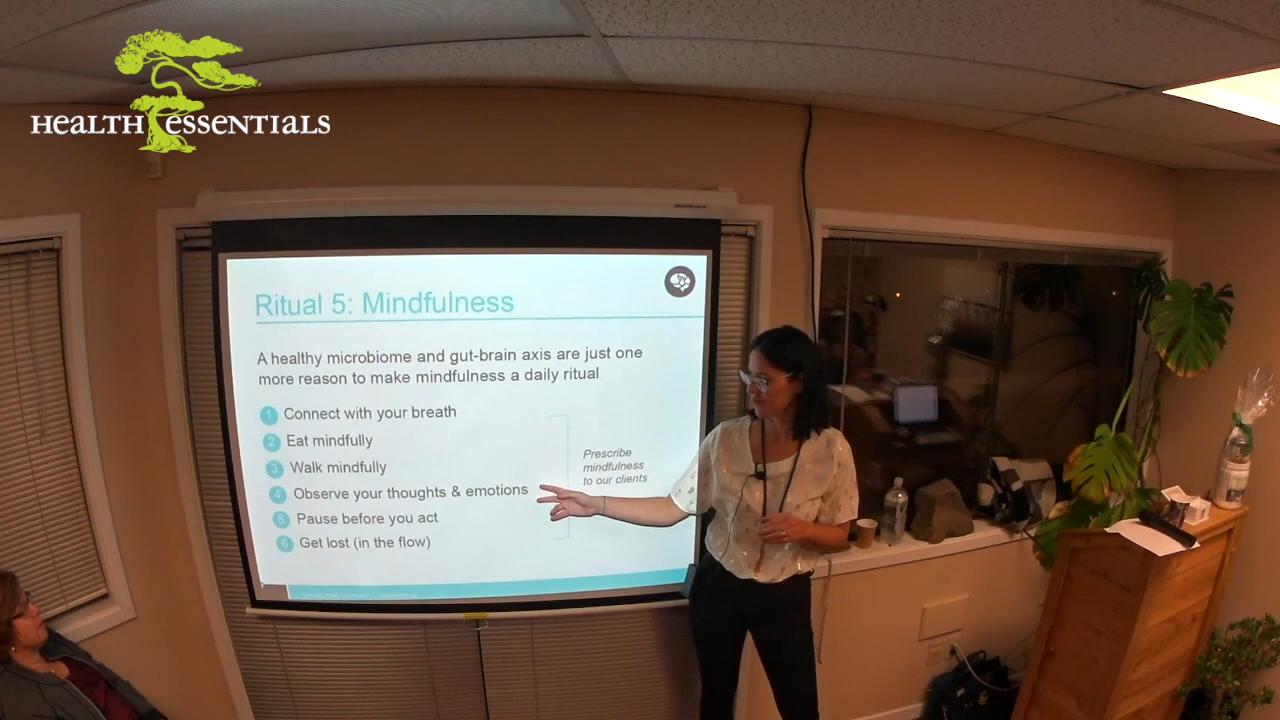 HEALTH ESSENTIALS
Ritual 5: Mindfulness
A healthy microbiome and gut-brain axis are just one
more reason to make mindfulness a daily ritual
1 Connect with your breath
2 Eat mindfully
3 Walk mindfully
4 Observe your thoughts & emotions
5 Pause before you act
6 Get lost (in the flow)
Prescribe
mindfulness
to our clients